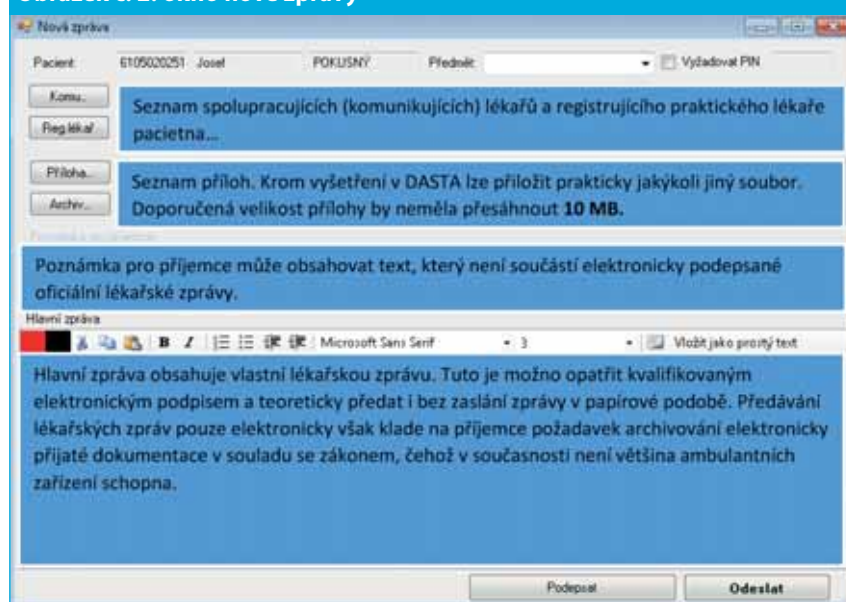 Nová zpráva
Pacient: 6105020251 Josef POKUSNÝ Předmět: Vyžadovat PIN
Komu...
Seznam spolupracujících (komunikujících) lékařů a registrujícího praktického lékaře
Reg.lékař
pacietna...
Příloha...
Seznam příloh. Krom vyšetření v DASTA lze přiložit prakticky jakýkoli jiný soubor.
Archiv...
Doporučená velikost přílohy by neměla přesáhnout 10 MB.
Poznámka pro příjemce může obsahovat text, který není součástí elektronicky podepsané
oficiální lékařské zprávy.
Hlavní zpráva
B I Microsoft Sans Serif 3 Vložit jako prostý text
Hlavní zpráva obsahuje vlastní lékařskou zprávu. Tuto je možno opatřit kvalifikovaným
elektronickým podpisem a teoreticky předat i bez zaslání zprávy v papírové podobě. Předávání
lékařských zpráv pouze elektronicky však klade na příjemce požadavek archivování elektronicky
přijaté dokumentace v souladu se zákonem, čehož v současnosti není většina ambulantních
zařízení schopna.
Podepsat Odeslat